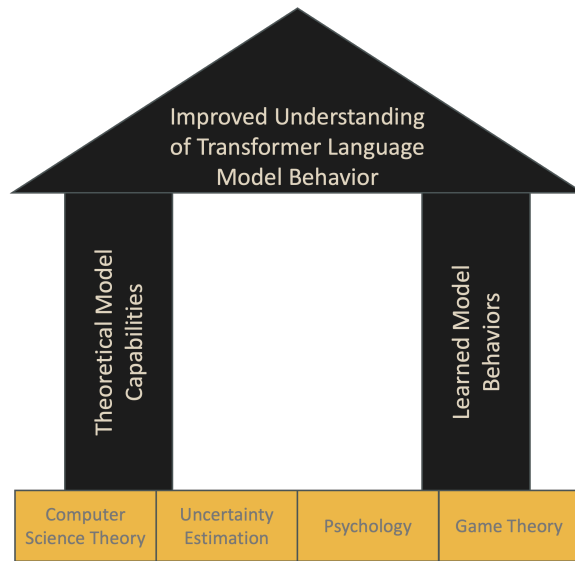 Improved Understanding
of Transformer Language
Model Behavior
Theoretical Model
Capabilities
Learned Model
Behaviors
Computer
Science Theory
Uncertainty
Estimation
Psychology
Game Theory